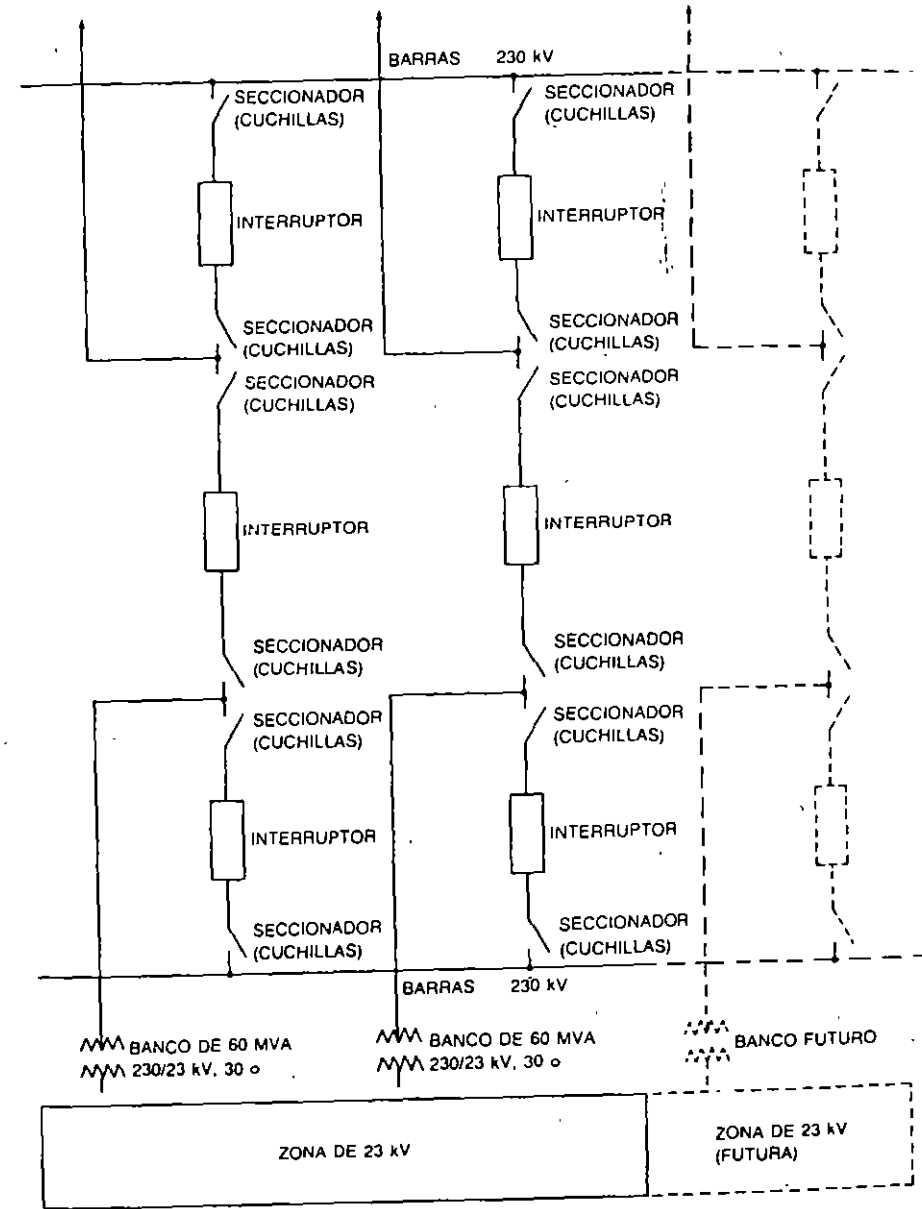 BARRAS 230 kV
SECCIONADOR
(CUCHILLAS)
SECCIONADOR
(CUCHILLAS)
INTERRUPTOR
INTERRUPTOR
SECCIONADOR
(CUCHILLAS)
SECCIONADOR
(CUCHILLAS)
SECCIONADOR
(CUCHILLAS)
SECCIONADOR
(CUCHILLAS)
INTERRUPTOR
INTERRUPTOR
SECCIONADOR
(CUCHILLAS)
SECCIONADOR
(CUCHILLAS)
SECCIONADOR
(CUCHILLAS)
SECCIONADOR
(CUCHILLAS)
INTERRUPTOR
INTERRUPTOR
SECCIONADOR
(CUCHILLAS)
SECCIONADOR
(CUCHILLAS)
BARRAS 230 kV
BANCO DE 60 MVA
230/23 kV, 30 o
BANCO DE 60 MVA
230/23 kV, 30 o
BANCO FUTURO
ZONA DE 23 kV
ZONA DE 23 kV
(FUTURA)